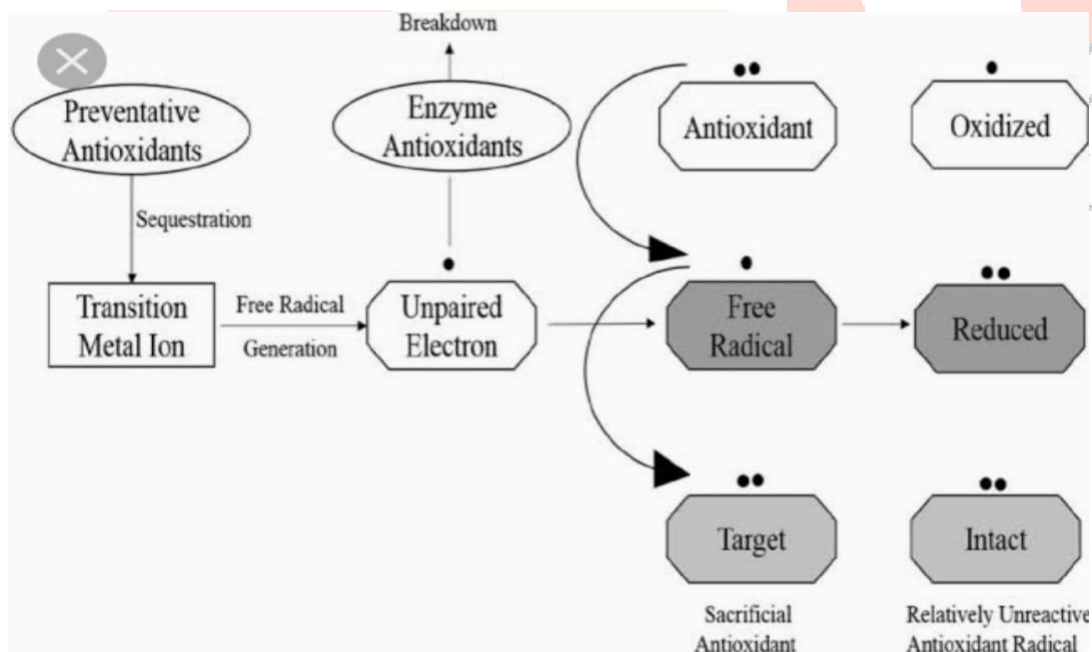 Breakdown
Preventative
Antioxidants
Enzyme
Antioxidants
Antioxidant
Oxidized
Sequestration
Transition
Metal Ion
Free Radical
Generation
Unpaired
Electron
Free
Radical
Reduced
Target
Intact
Sacrificial
Antioxidant
Relatively Unreactive
Antioxidant Radical